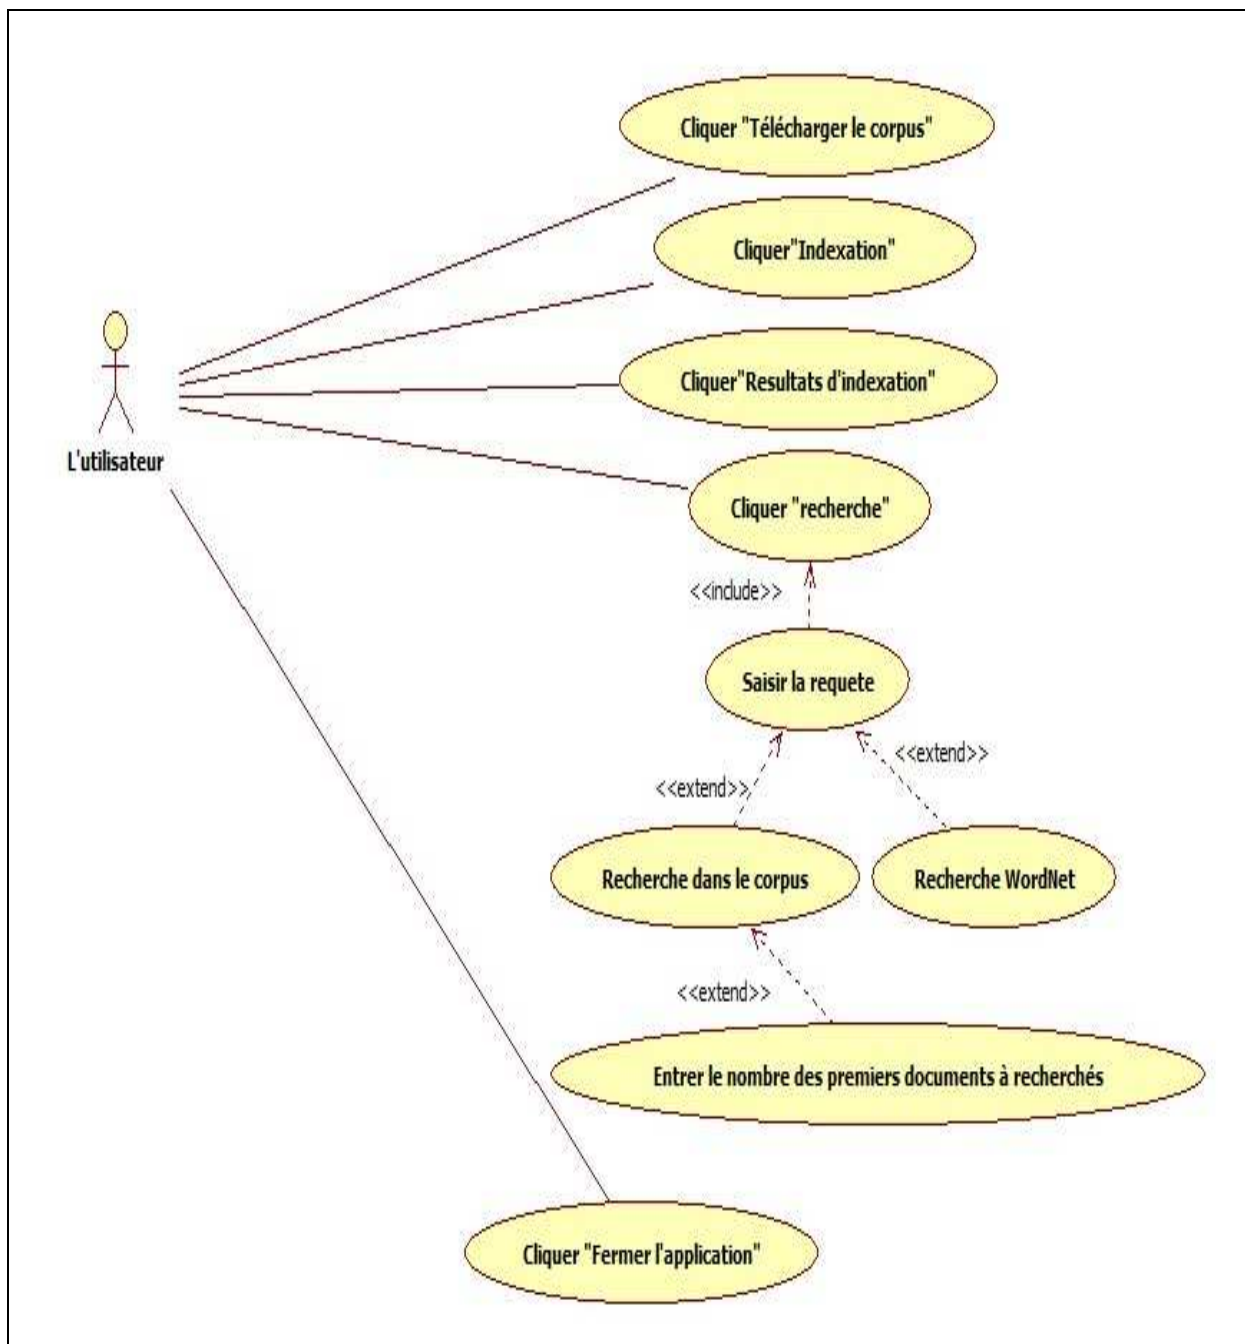 Cliquer "Télécharger le corpus"
Cliquer"Indexation"
Cliquer"Resultats d'indexation"
L'utilisateur
Cliquer "recherche"
<<include>>
Saisir la requete
<<extend>>
<<extend>>
Recherche dans le corpus
Recherche WordNet
<<extend>>
Entrer le nombre des premiers documents à recherchés
Cliquer "Fermer l'application"